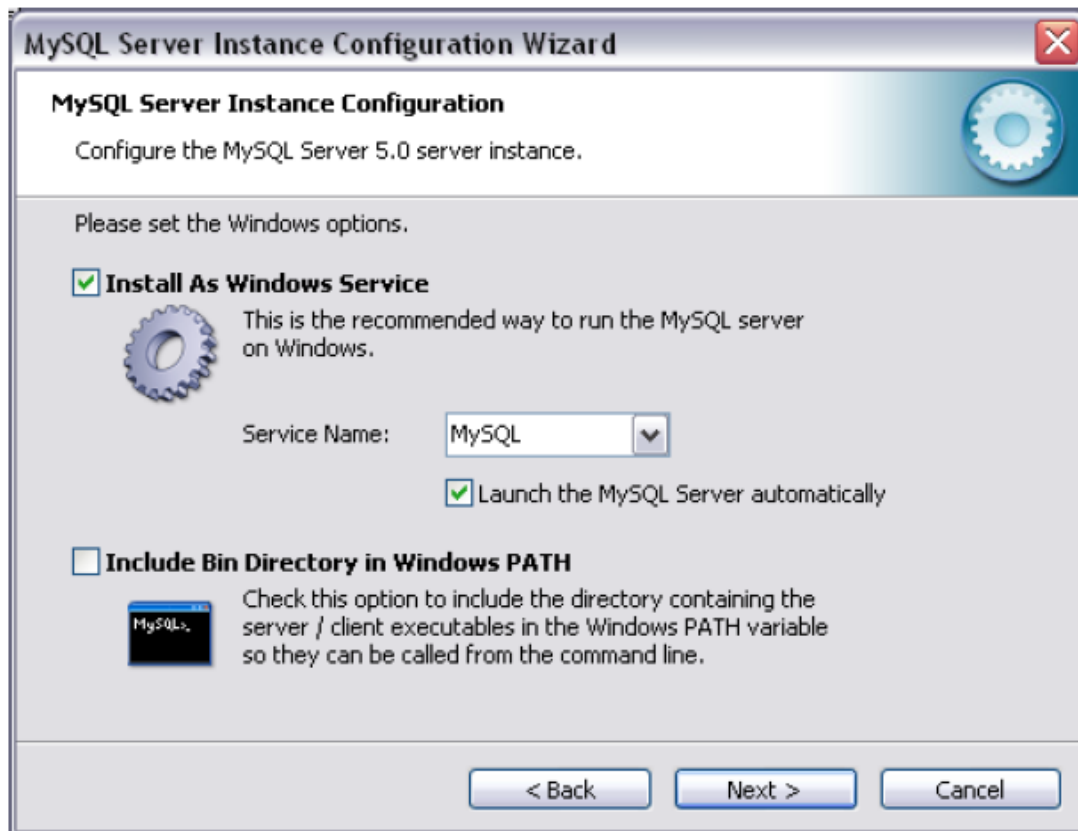 MySQL Server Instance Configuration Wizard
MySQL Server Instance Configuration
Configure the MySQL Server 5.0 server instance.
Please set the Windows options.
Install As Windows Service
This is the recommended way to run the MySQL server
on Windows.
Service Name:
MySQL
Launch the MySQL Server automatically
Include Bin Directory in Windows PATH
MySQL>_
Check this option to include the directory containing the
server / client executables in the Windows PATH variable
so they can be called from the command line.
< Back
Next >
Cancel